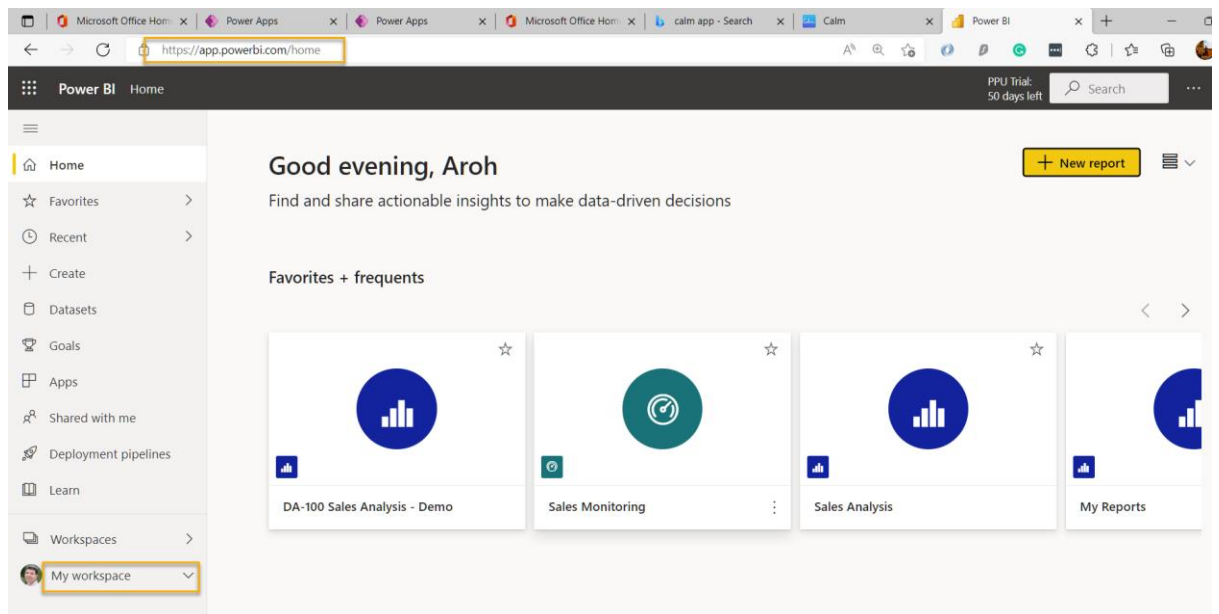 Microsoft Office Hom
Power Apps
Power Apps
Microsoft Office Hom
calm app - Search
Calm
Power BI
https://app.powerbi.com/home
Power BI Home
PPU Trial:
50 days left
Search
Home
Good evening, Aroh
New report
Favorites
Find and share actionable insights to make data-driven decisions
Recent
Create
Favorites + frequents
Datasets
Goals
Apps
Shared with me
Deployment pipelines
Learn
DA-100 Sales Analysis - Demo
Sales Monitoring
Sales Analysis
My Reports
Workspaces
My workspace